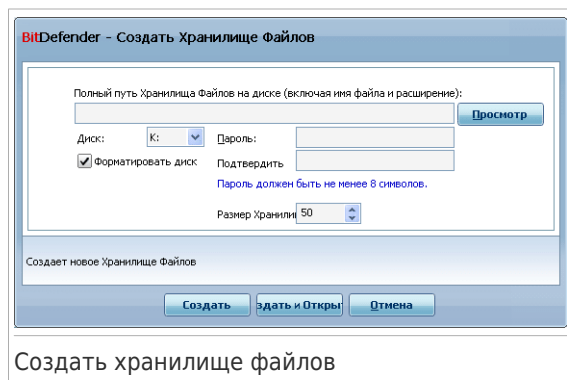 BitDefender - Создать Хранилище Файлов
Полный путь Хранилища Файлов на диске (включая имя файла и расширение):
Просмотр
Диск: K: Пароль:
Форматировать диск Подтвердить
Пароль должен быть не менее 8 символов.
Размер Хранили 50
Создает новое Хранилище Файлов
Создать здать и Откры Отмена
Создать хранилище файлов